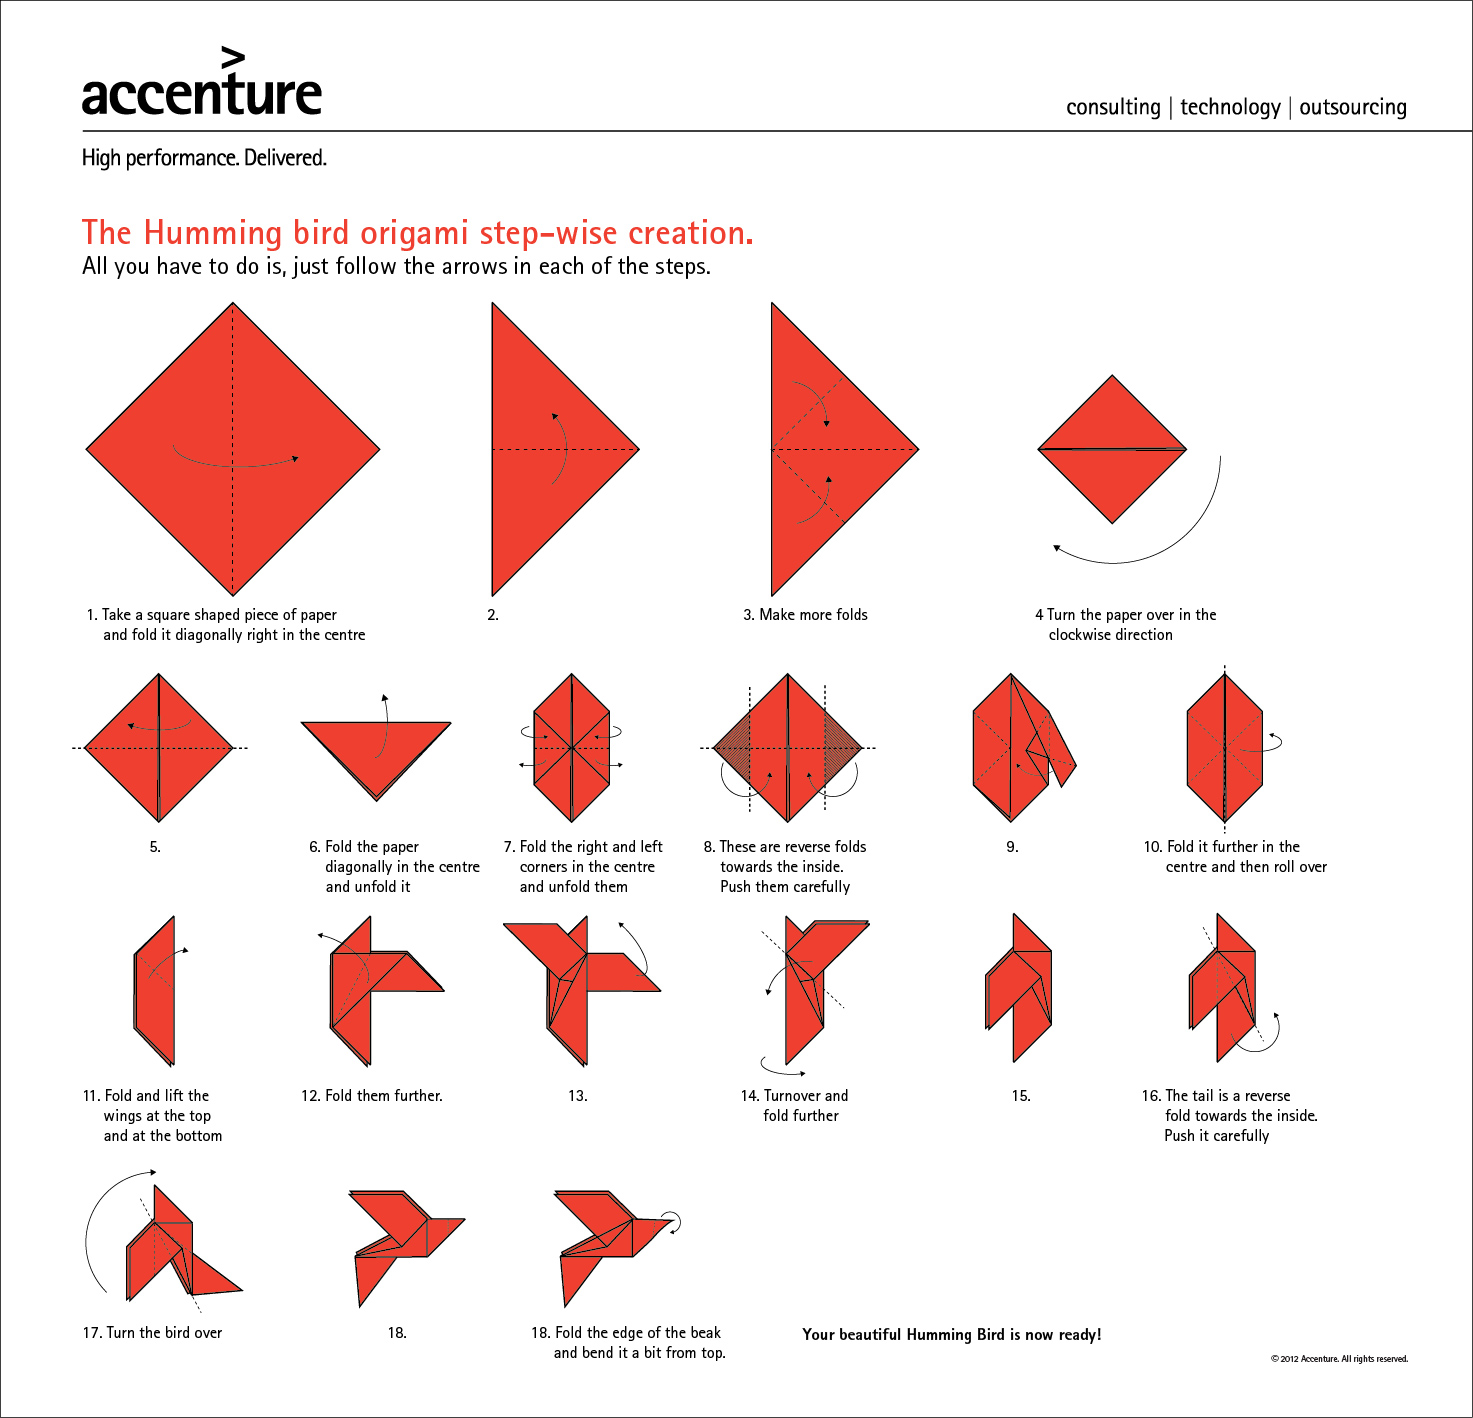 accenture
>
consulting | technology | outsourcing
High performance. Delivered.
The Humming bird origami step-wise creation.
All you have to do is, just follow the arrows in each of the steps.
1. Take a square shaped piece of paper
and fold it diagonally right in the centre
2.
3. Make more folds
4 Turn the paper over in the
clockwise direction
5.
6. Fold the paper
diagonally in the centre
and unfold it
7. Fold the right and left
corners in the centre
and unfold them
8. These are reverse folds
towards the inside.
Push them carefully
9.
10. Fold it further in the
centre and then roll over
11. Fold and lift the
wings at the top
and at the bottom
12. Fold them further.
13.
14. Turnover and
fold further
15.
16. The tail is a reverse
fold towards the inside.
Push it carefully
17. Turn the bird over
18.
18. Fold the edge of the beak
and bend it a bit from top.
Your beautiful Humming Bird is now ready!
© 2012 Accenture. All rights reserved.